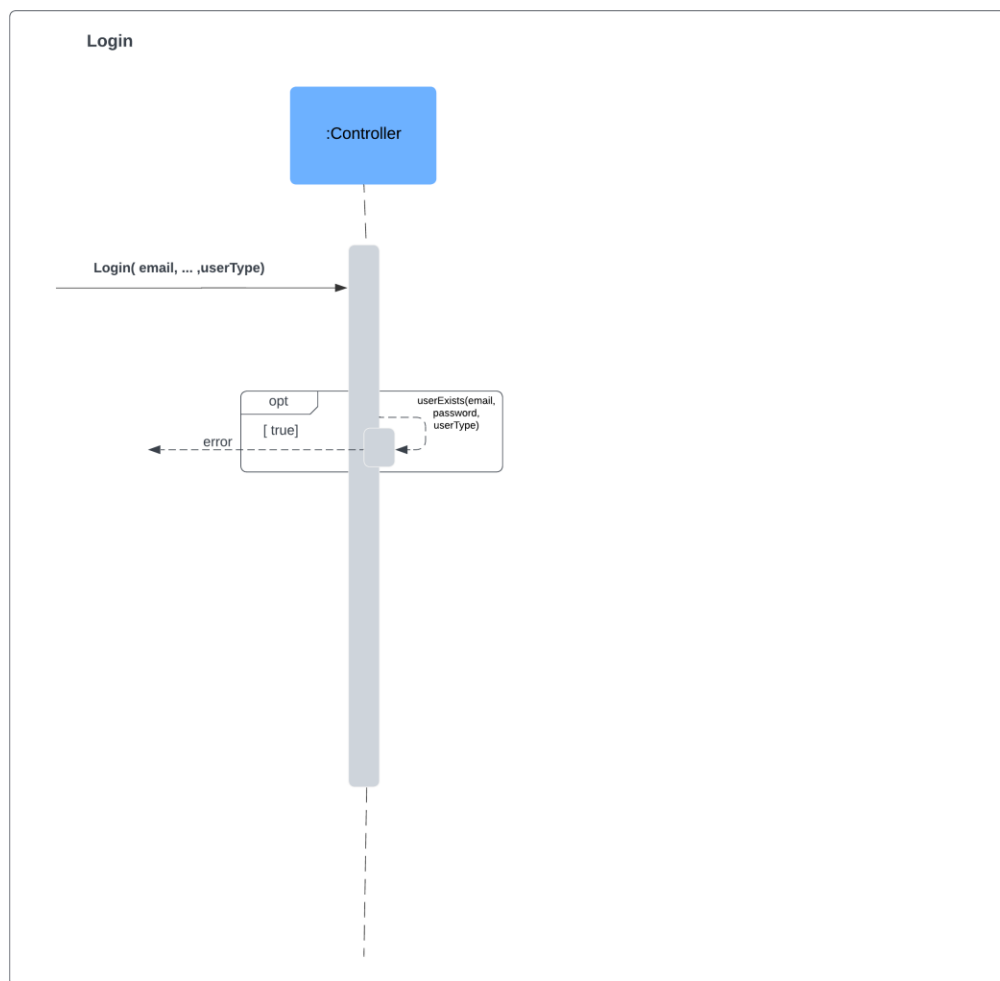 Login
:Controller
Login( email, ... ,userType)
opt
userExists(email,
password,
userType)
[ true]
error